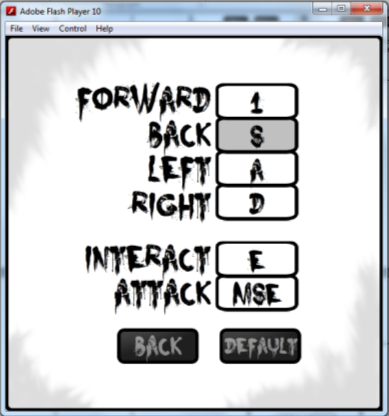 Adobe Flash Player 10
File View Control Help
FORWARD 1
BACK S
LEFT A
RIGHT D
INTERACT E
ATTACK MSE
BACK DEFAULT